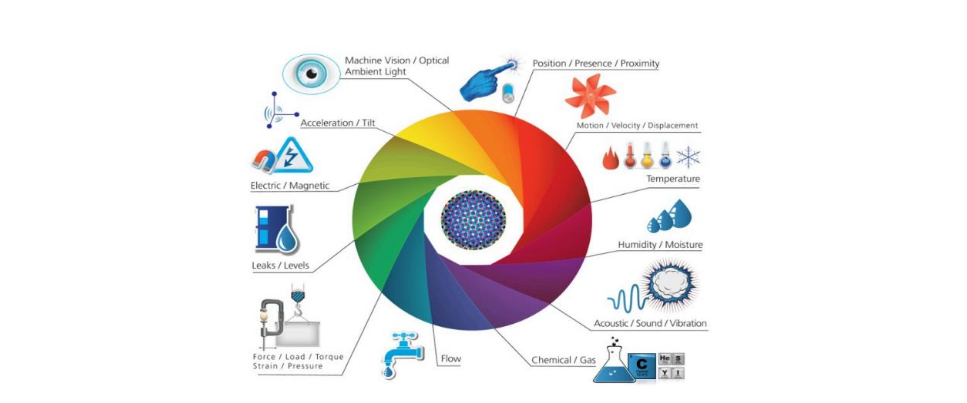 Machine Vision / Optical
Ambient Light
Position / Presence / Proximity
Acceleration / Tilt
Motion / Velocity / Displacement
Electric / Magnetic
Temperature
Leaks / Levels
Humidity / Moisture
Acoustic / Sound / Vibration
Force / Load / Torque
Strain / Pressure
Flow
Chemical / Gas
C
He S
Y I